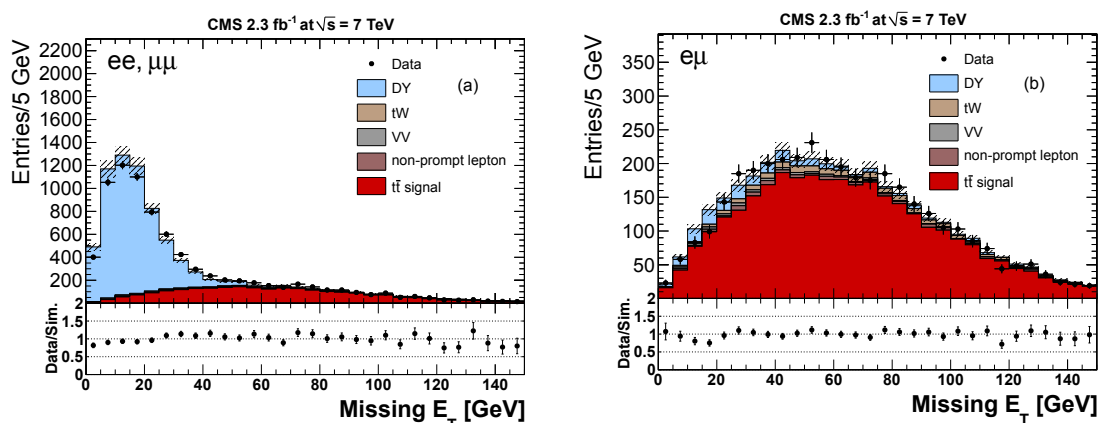 CMS 2.3 fb⁻¹ at √s = 7 TeV
Entries/5 GeV
2200
2000
1800
1600
1400
1200
1000
800
600
400
200
ee, μμ
(a)
Data
DY
tW
VV
non-prompt lepton
tt̄ signal
Data/Sim.
2
1.5
1
0.5
0 20 40 60 80 100 120 140
Missing E_T [GeV]
CMS 2.3 fb⁻¹ at √s = 7 TeV
Entries/5 GeV
350
300
250
200
150
100
50
eμ
(b)
Data
DY
tW
VV
non-prompt lepton
tt̄ signal
Data/Sim.
2
1.5
1
0.5
0 20 40 60 80 100 120 140
Missing E_T [GeV]